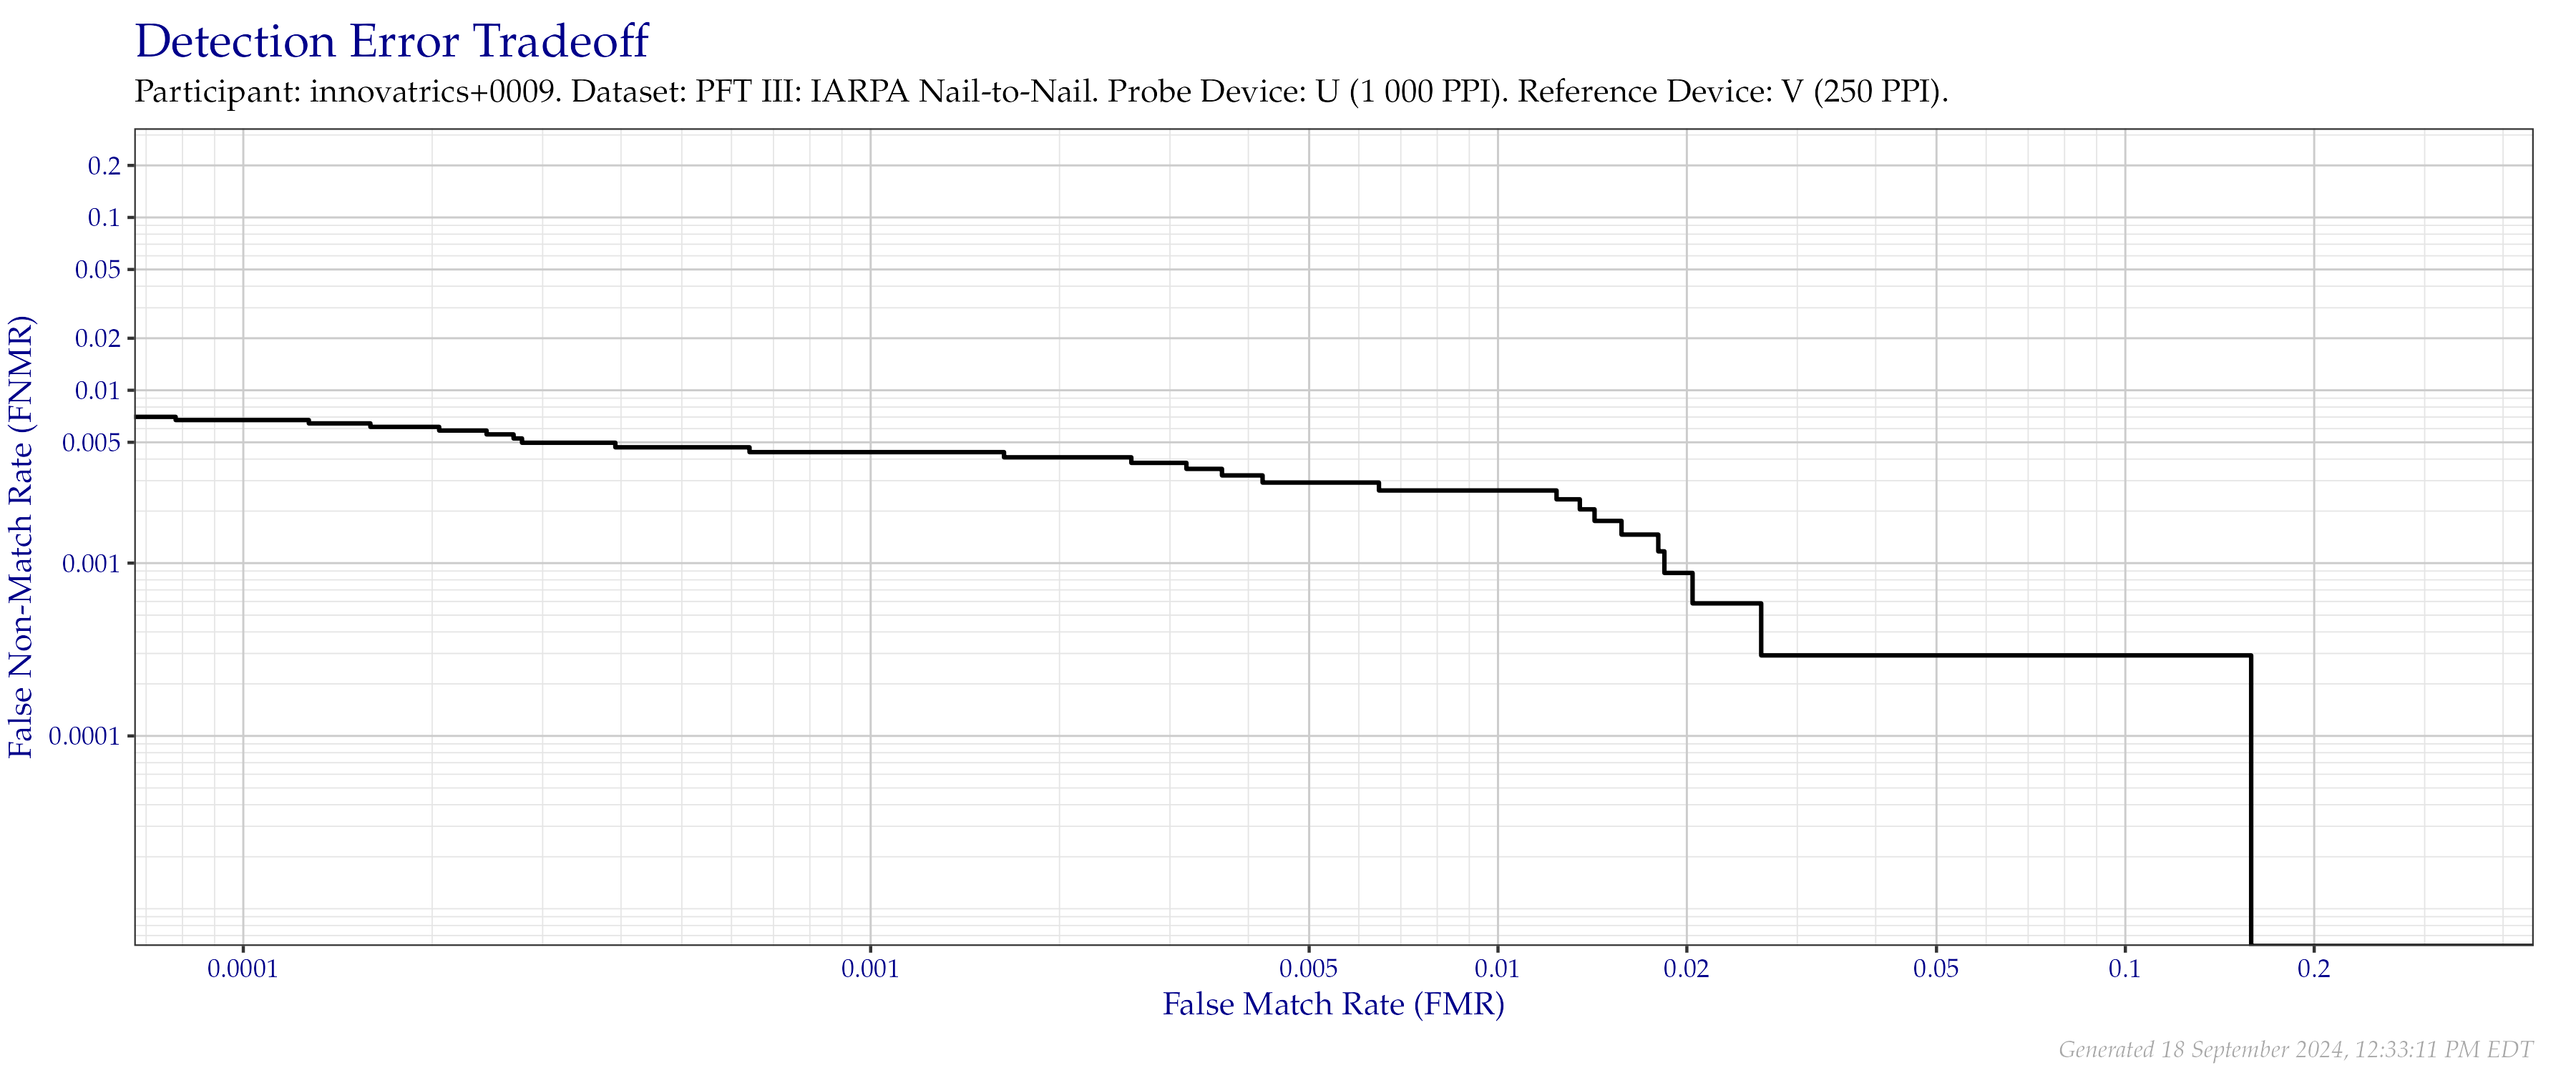 Detection Error Tradeoff
Participant: innovatrics+0009. Dataset: PFT III: IARPA Nail-to-Nail. Probe Device: U (1 000 PPI). Reference Device: V (250 PPI).
False Non-Match Rate (FNMR)
0.2
0.1
0.05
0.02
0.01
0.005
0.001
0.0001
0.0001 0.001 0.005 0.01 0.02 0.05 0.1 0.2
False Match Rate (FMR)
Generated 18 September 2024, 12:33:11 PM EDT